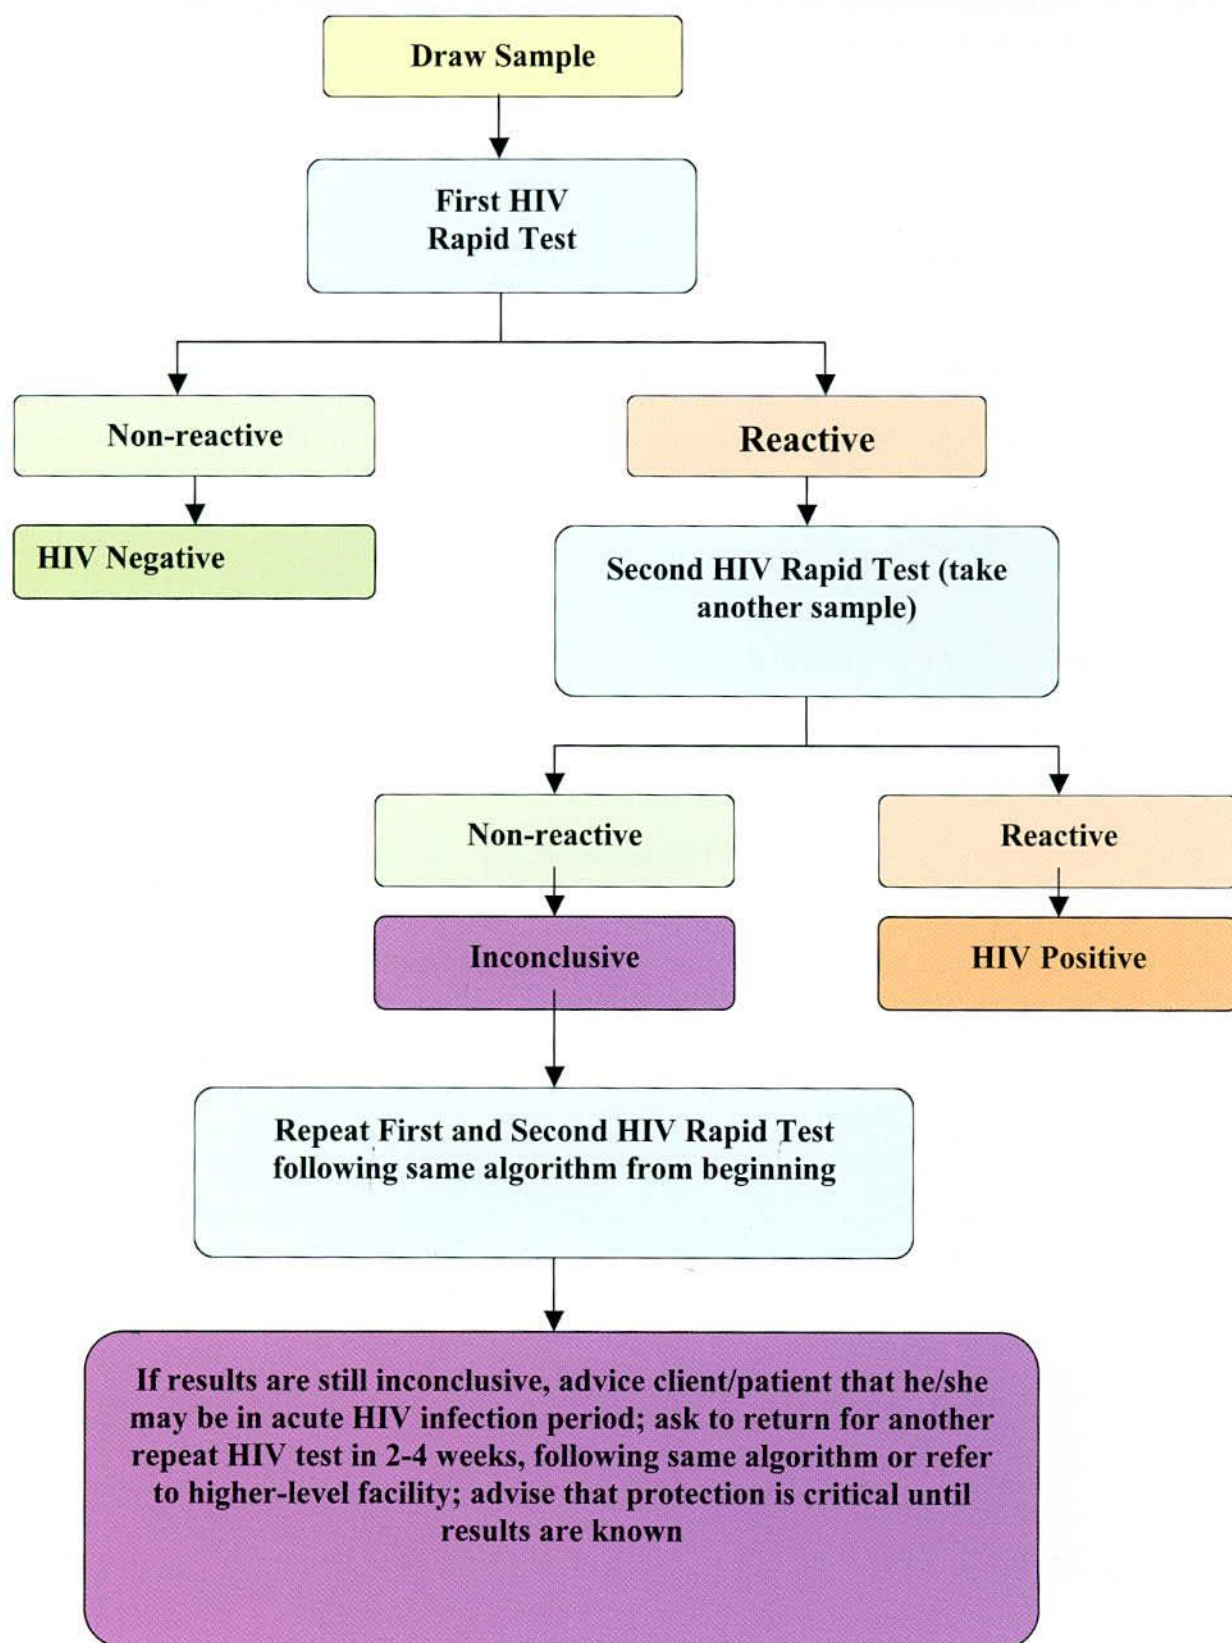 Draw Sample
First HIV
Rapid Test
Non-reactive
Reactive
HIV Negative
Second HIV Rapid Test (take
another sample)
Non-reactive
Reactive
Inconclusive
HIV Positive
Repeat First and Second HIV Rapid Test
following same algorithm from beginning
If results are still inconclusive, advice client/patient that he/she
may be in acute HIV infection period; ask to return for another
repeat HIV test in 2-4 weeks, following same algorithm or refer
to higher-level facility; advise that protection is critical until
results are known